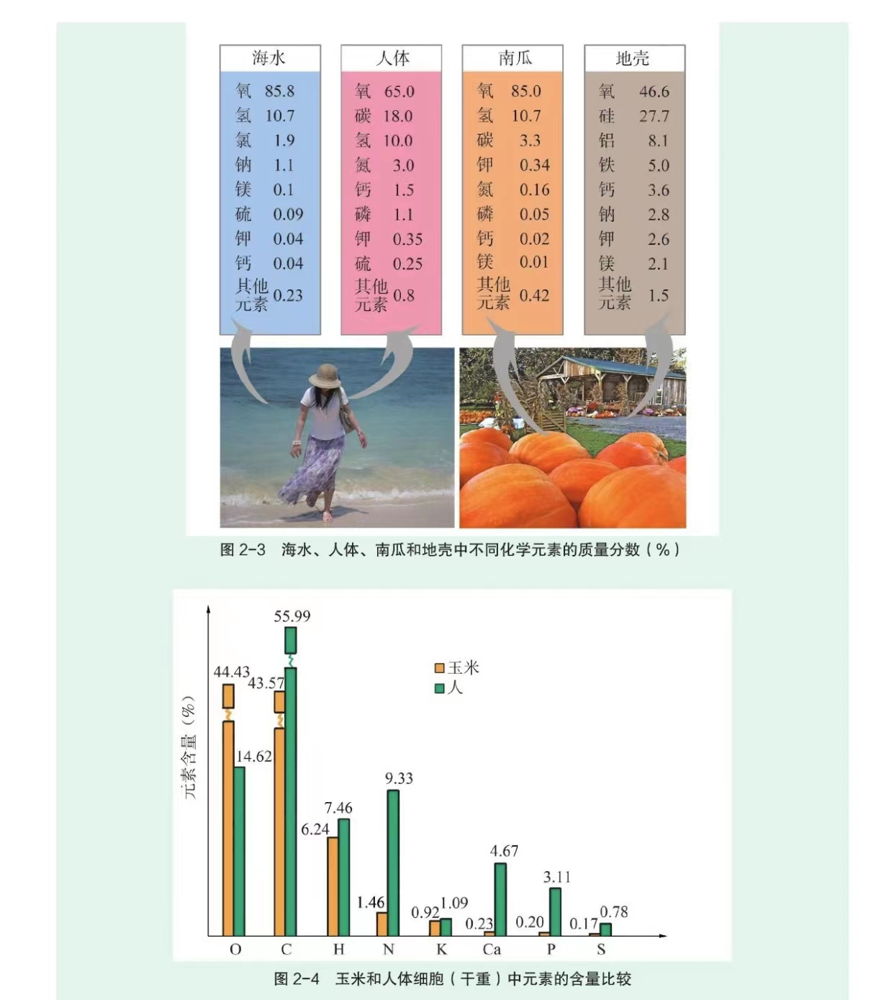 海水
氧 85.8
氢 10.7
氯 1.9
钠 1.1
镁 0.1
硫 0.09
钾 0.04
钙 0.04
其他
元素 0.23
人体
氧 65.0
碳 18.0
氢 10.0
氮 3.0
钙 1.5
磷 1.1
钾 0.35
硫 0.25
其他
元素 0.8
南瓜
氧 85.0
氢 10.7
碳 3.3
钾 0.34
氮 0.16
磷 0.05
钙 0.02
镁 0.01
其他
元素 0.42
地壳
氧 46.6
硅 27.7
铝 8.1
铁 5.0
钙 3.6
钠 2.8
钾 2.6
镁 2.1
其他
元素 1.5
图 2-3 海水、人体、南瓜和地壳中不同化学元素的质量分数（%）
元素含量（%）
玉米
人
44.43
14.62
43.57
55.99
6.24
7.46
1.46
9.33
0.92
1.09
0.23
4.67
0.20
3.11
0.17
0.78
O C H N K Ca P S
图 2-4 玉米和人体细胞（干重）中元素的含量比较